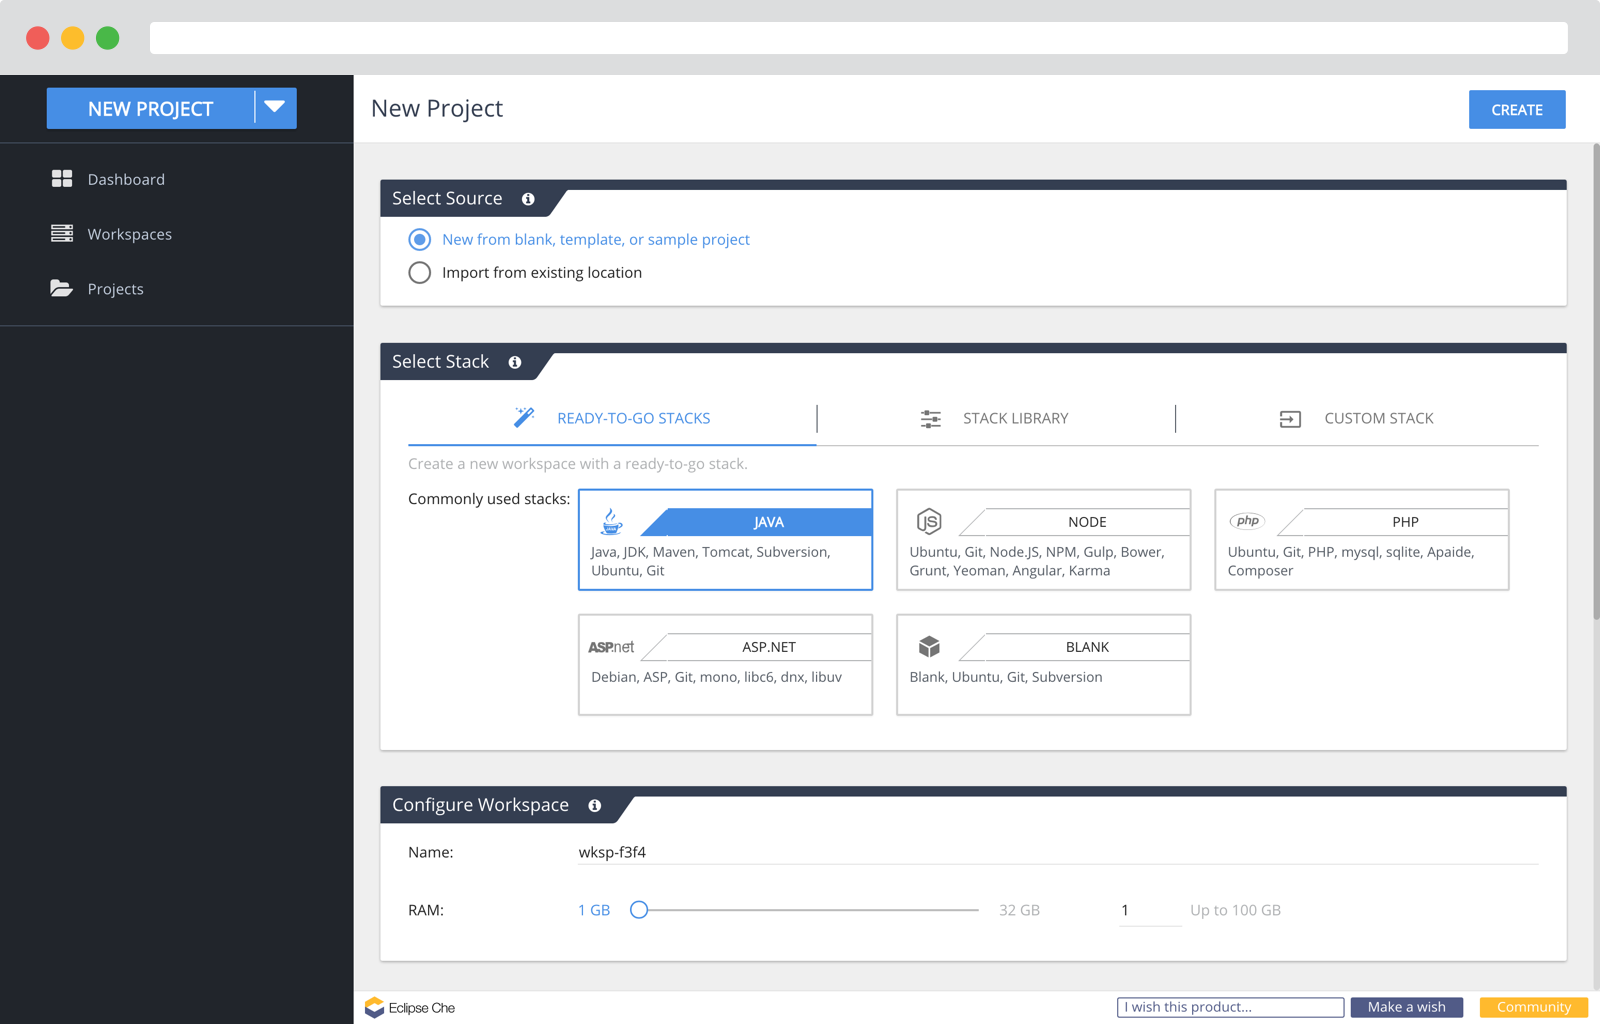 NEW PROJECT
Dashboard
Workspaces
Projects
New Project
CREATE
Select Source
New from blank, template, or sample project
Import from existing location
Select Stack
READY-TO-GO STACKS
STACK LIBRARY
CUSTOM STACK
Create a new workspace with a ready-to-go stack.
Commonly used stacks:
JAVA
Java, JDK, Maven, Tomcat, Subversion,
Ubuntu, Git
JS
NODE
Ubuntu, Git, Node.JS, NPM, Gulp, Bower,
Grunt, Yeoman, Angular, Karma
php
PHP
Ubuntu, Git, PHP, mysql, sqlite, Apaide,
Composer
ASP.net
ASP.NET
Debian, ASP, Git, mono, libc6, dnx, libuv
BLANK
Blank, Ubuntu, Git, Subversion
Configure Workspace
Name:
wksp-f3f4
RAM:
1 GB
32 GB
1
Up to 100 GB
Eclipse Che
I wish this product...
Make a wish
Community